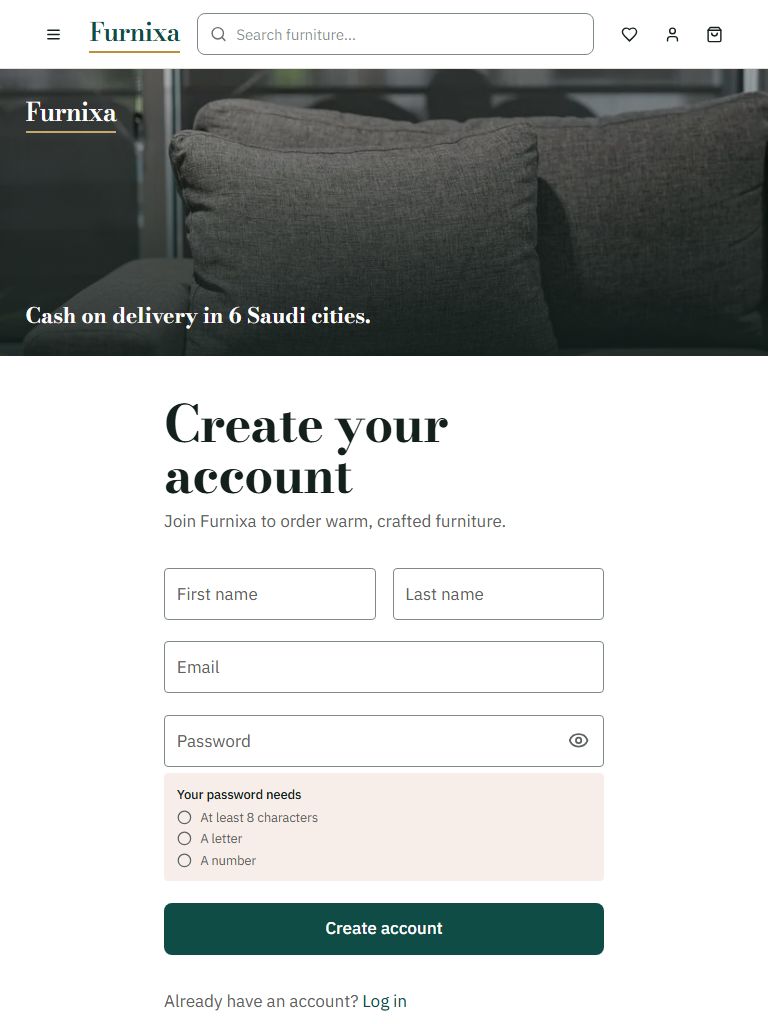 Furnixa
Search furniture...
Furnixa
Cash on delivery in 6 Saudi cities.
Create your
account
Join Furnixa to order warm, crafted furniture.
First name
Last name
Email
Password
Your password needs
At least 8 characters
A letter
A number
Create account
Already have an account? Log in